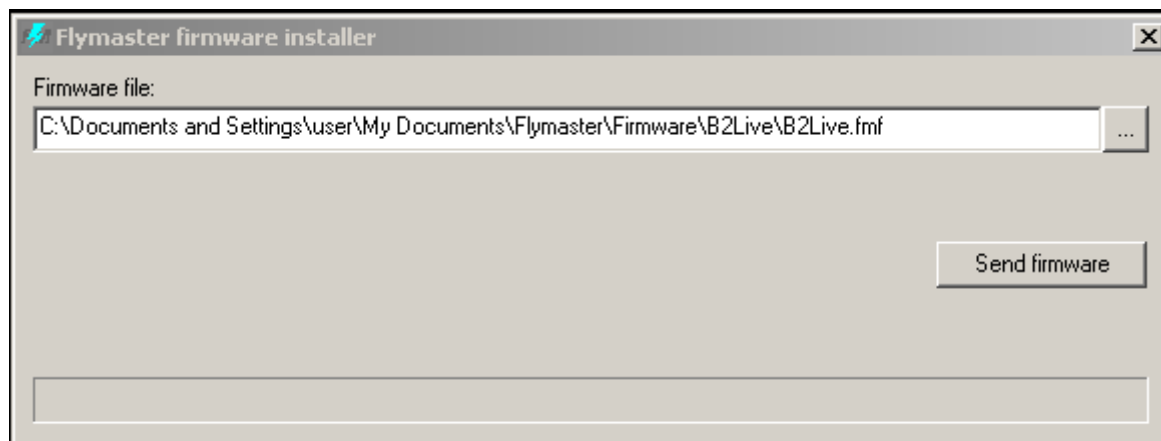 Flymaster firmware installer
Firmware file:
C:\Documents and Settings\user\My Documents\Flymaster\Firmware\B2Live\B2Live.fmf
...
Send firmware